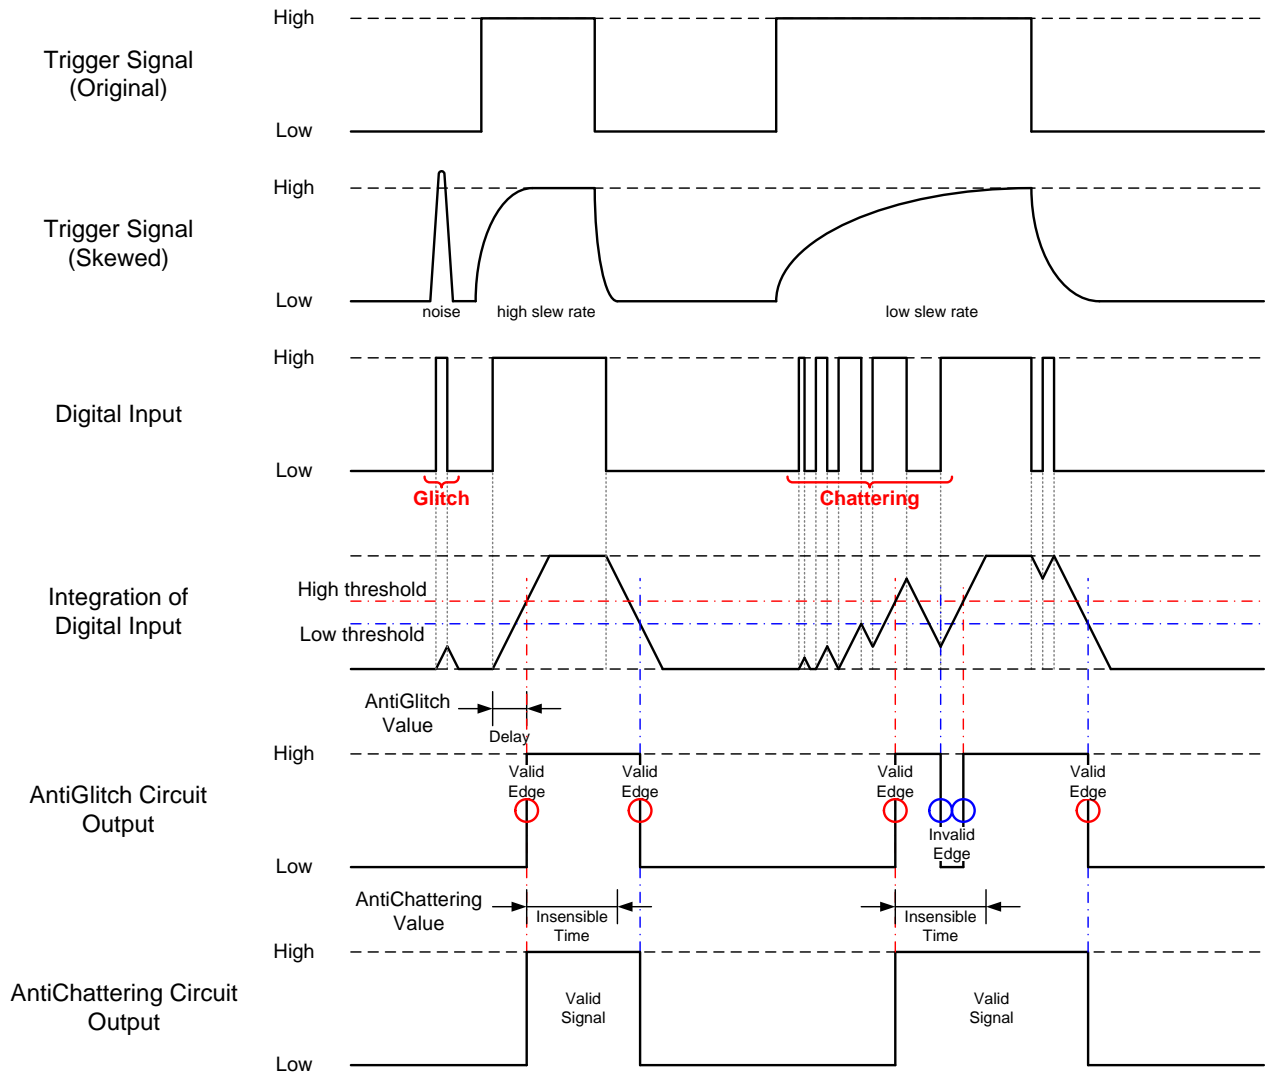 High
Trigger Signal
(Original)
Low
High
Trigger Signal
(Skewed)
Low
noise
high slew rate
low slew rate
High
Digital Input
Low
Glitch
Chattering
High threshold
Integration of
Digital Input
Low threshold
AntiGlitch
Value
Delay
High
Valid
Edge
Valid
Edge
Valid
Edge
Valid
Edge
AntiGlitch Circuit
Output
Invalid
Edge
Low
AntiChattering
Value
Insensible
Time
Insensible
Time
High
AntiChattering Circuit
Output
Valid
Signal
Valid
Signal
Low